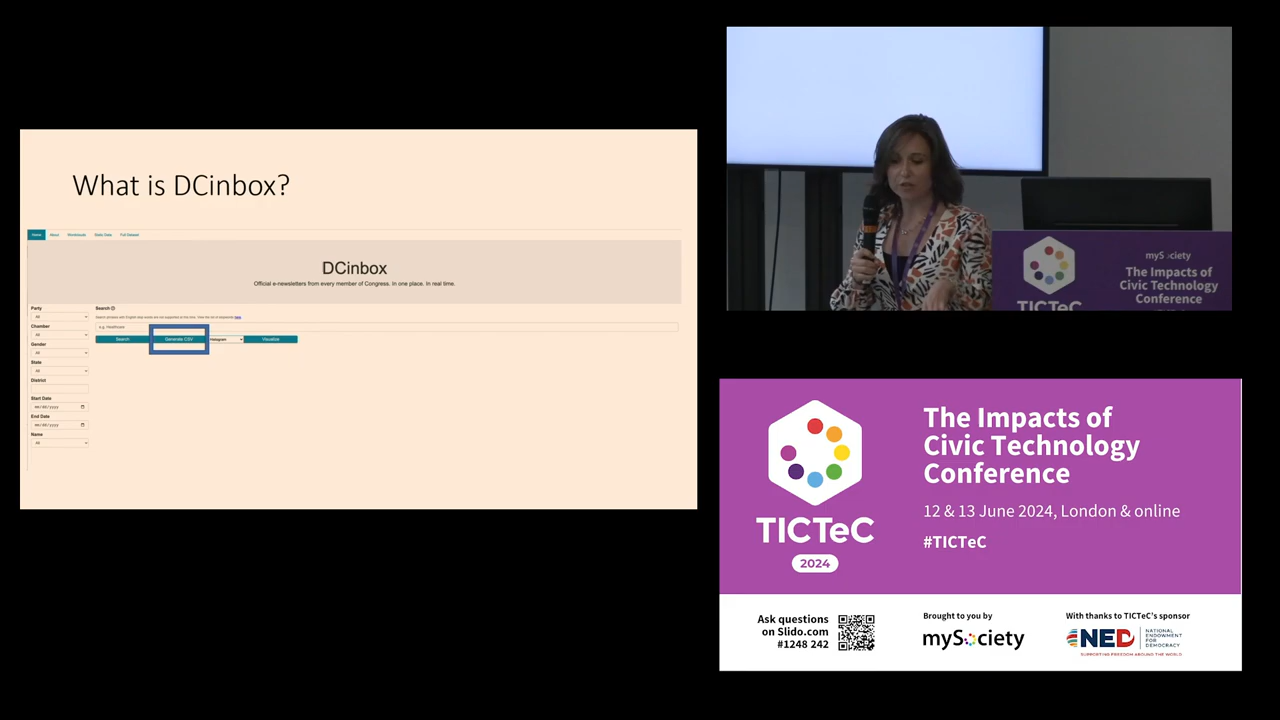 What is DCinbox?
Home About Worldclouds Static Data Full Dataset
DCinbox
Official e-newsletters from every member of Congress. In one place. In real time.
Party
All
Chamber
All
Gender
All
State
All
District
Start Date
mm/dd/yyyy
End Date
mm/dd/yyyy
Name
All
Search
e.g. Healthcare
Search Generate CSV Histogram Visualize
mySociety
The Impacts of
Civic Technology
Conference
TICTeC
The Impacts of
Civic Technology
Conference
12 & 13 June 2024, London & online
#TICTeC
TICTeC
2024
Ask questions
on Slido.com
#1248 242
Brought to you by
mySociety
With thanks to TICTeC's sponsor
NED
NATIONAL
ENDOWMENT
FOR
DEMOCRACY
SUPPORTING FREEDOM AROUND THE WORLD